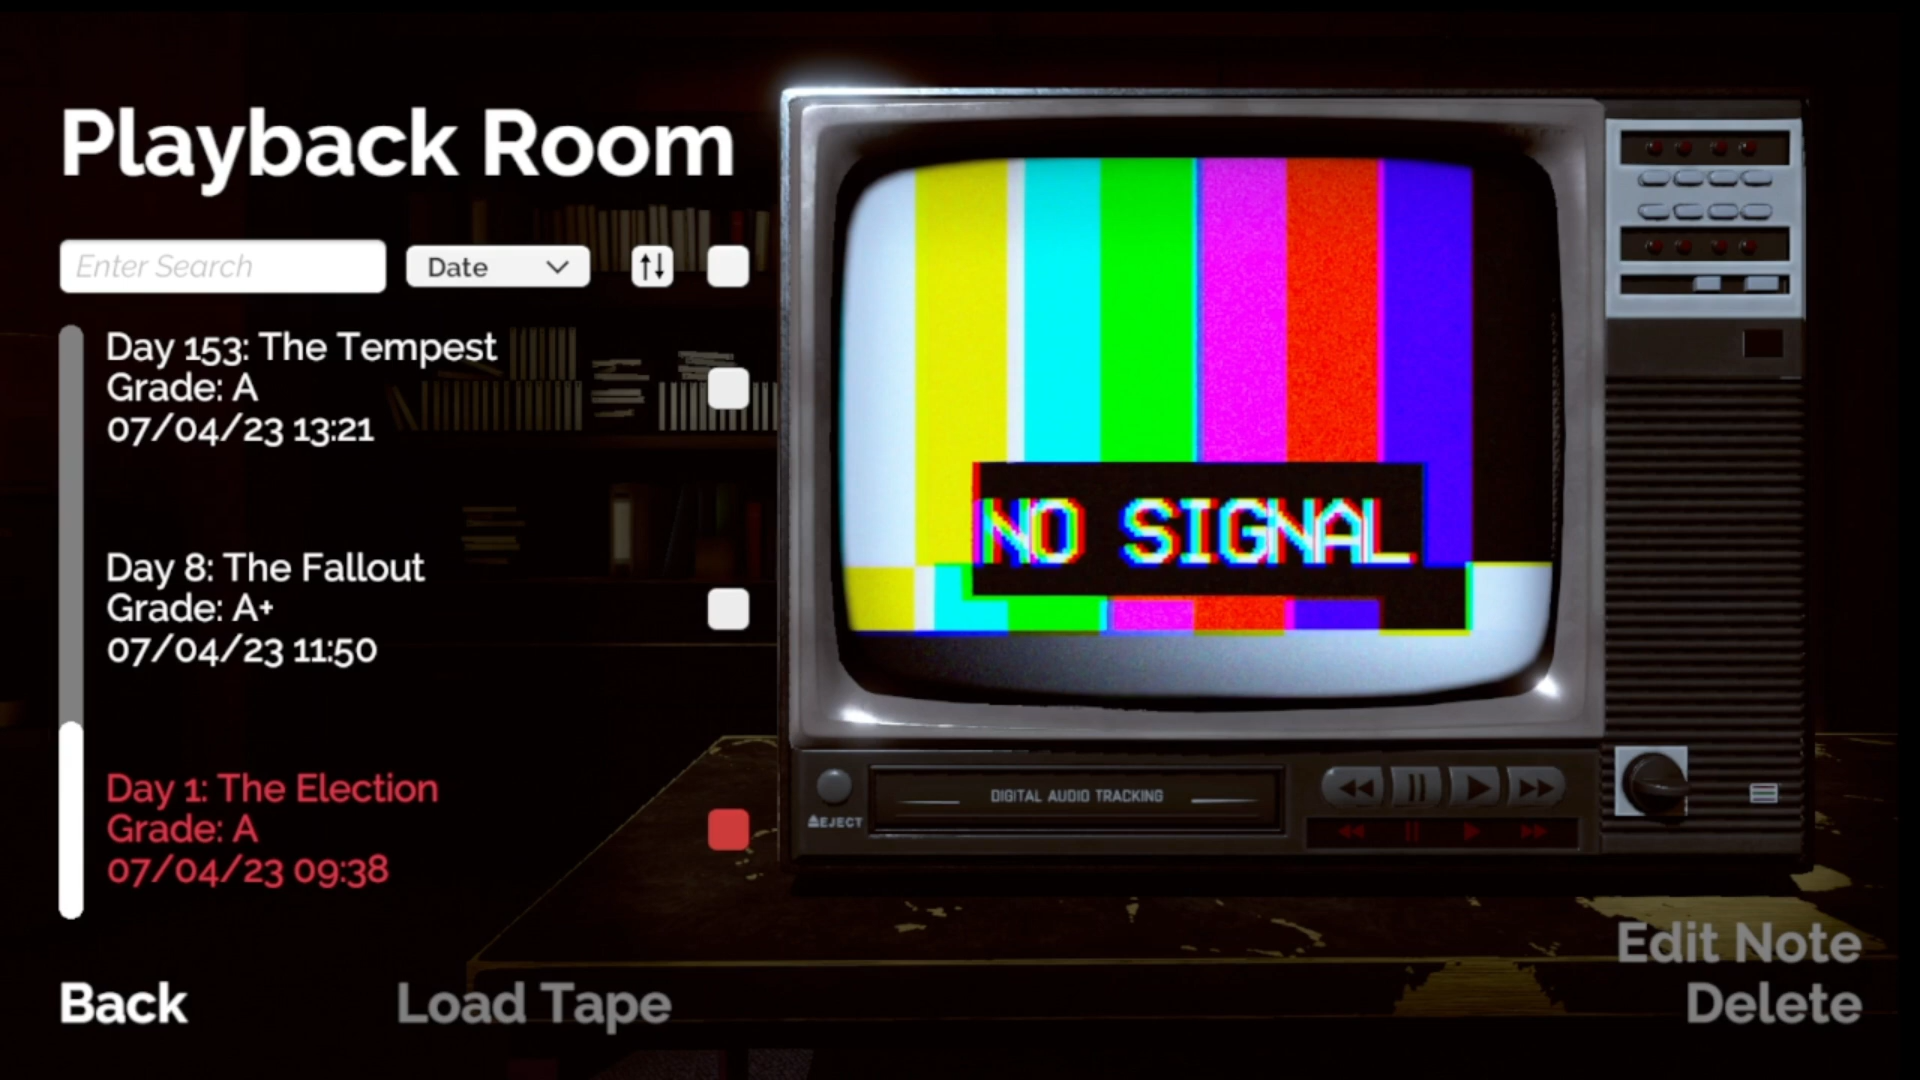 Playback Room
Enter Search
Date
Day 153: The Tempest
Grade: A
07/04/23 13:21
Day 8: The Fallout
Grade: A+
07/04/23 11:50
Day 1: The Election
Grade: A
07/04/23 09:38
NO SIGNAL
DIGITAL AUDIO TRACKING
EJECT
Edit Note
Back
Load Tape
Delete